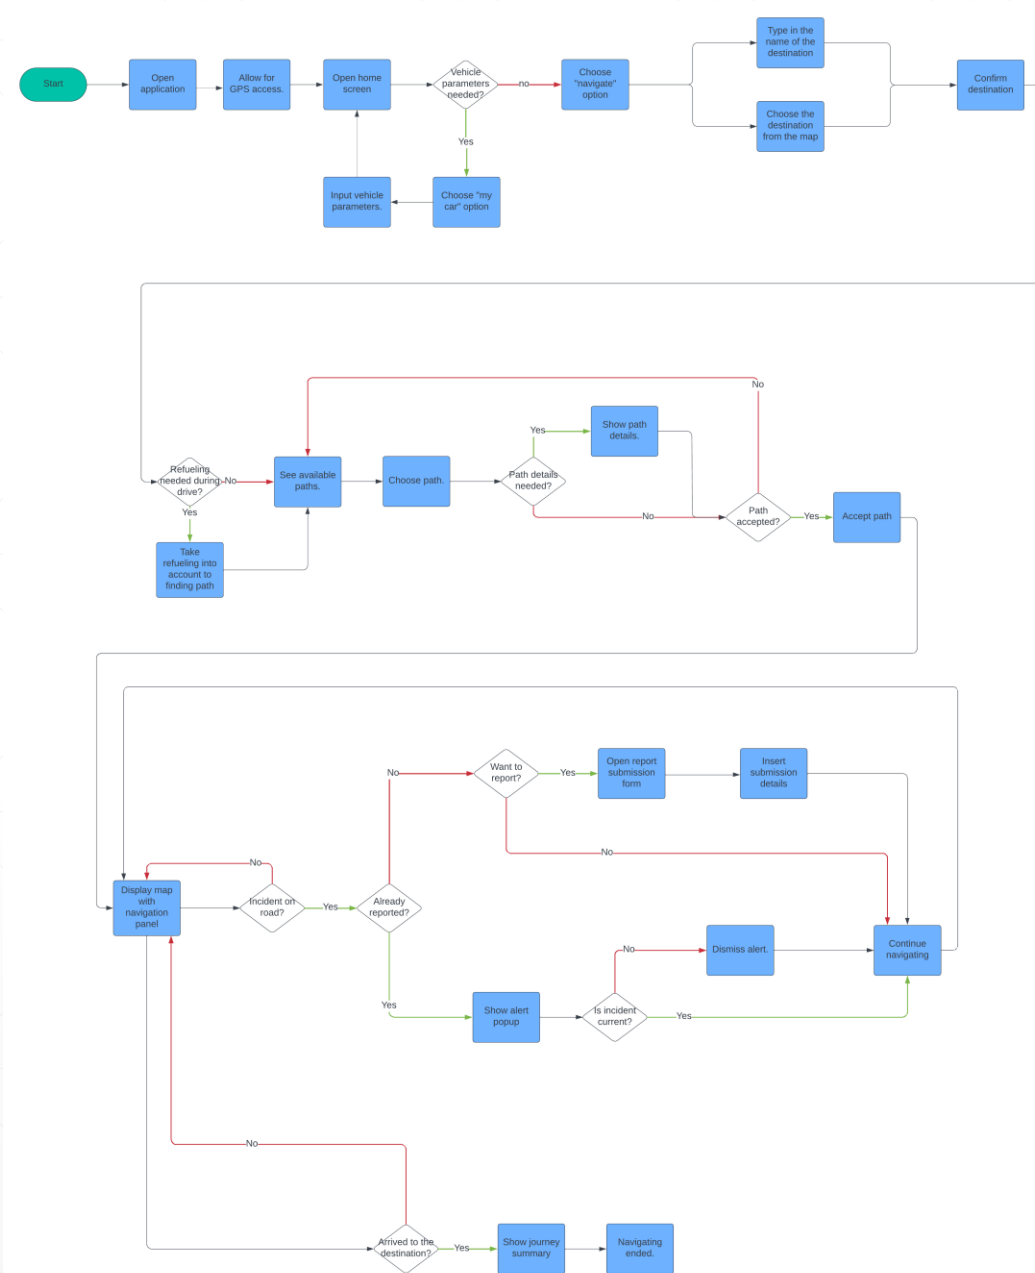 Start
Open
application
Allow for
GPS access.
Open home
screen
Vehicle
parameters
needed?
no
Choose
"navigate"
option
Type in the
name of the
destination
Choose the
destination
from the map
Confirm
destination
Yes
Input vehicle
parameters.
Choose "my
car" option
No
Refueling
needed during
drive?
No
Yes
Take
refueling into
account to
finding path
See available
paths.
Choose path.
Path details
needed?
Yes
Show path
details.
No
Path
accepted?
Yes
Accept path
Display map
with
navigation
panel
No
Incident on
road?
Yes
Already
reported?
No
Want to
report?
Yes
Open report
submission
form
Insert
submission
details
No
Yes
Show alert
popup
Is incident
current?
No
Dismiss alert.
Yes
Continue
navigating
No
Arrived to the
destination?
Yes
Show journey
summary
Navigating
ended.